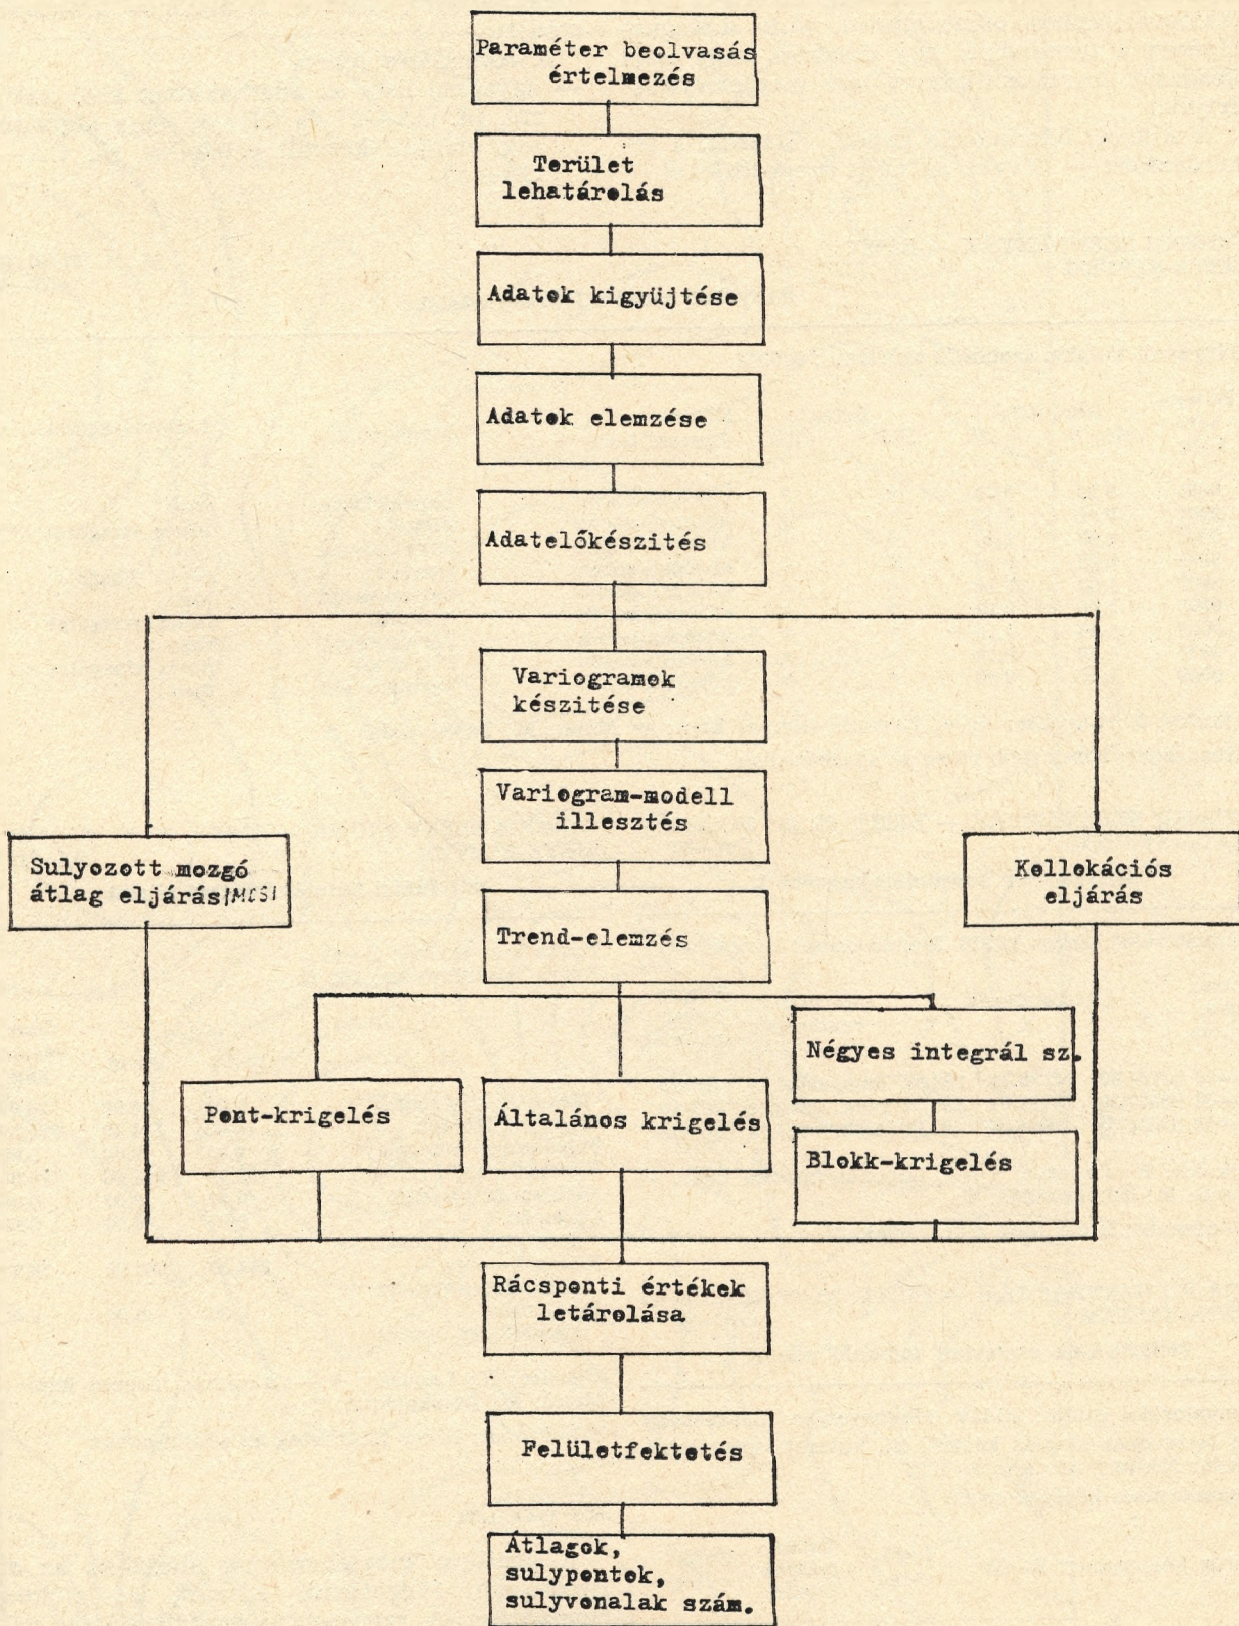 Paraméter beolvasás
értelmezés
Terület
lehatárolás
Adatok kigyüjtése
Adatok elemzése
Adatelőkészités
Variogramok
készitése
Variogram-modell
illesztés
Sulyozott mozgó
átlag eljárás/MCS/
Kollokációs
eljárás
Trend-elemzés
Négyes integrál sz.
Pont-krigelés
Általános krigelés
Blokk-krigelés
Rácsponti értékek
letárolása
Felületfektetés
Átlagok,
sulypontok,
sulyvonalak szám.